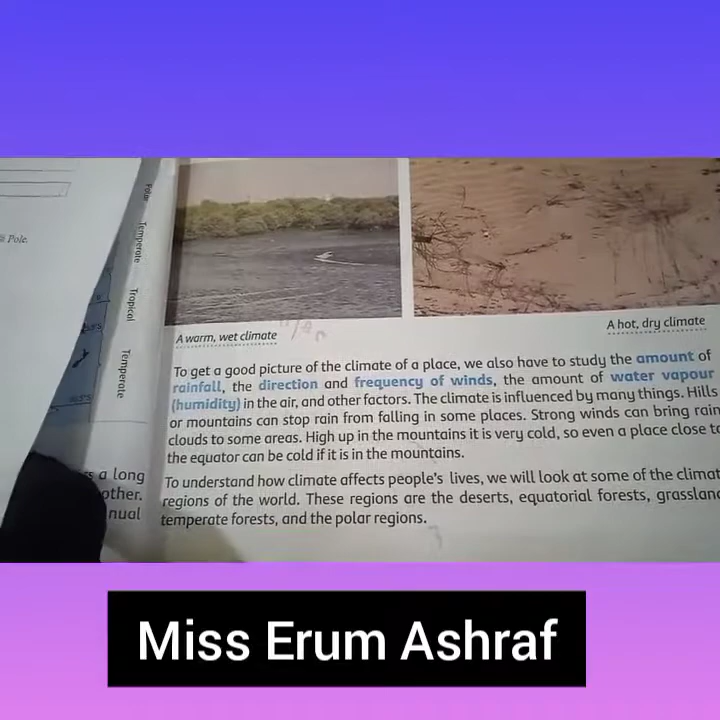 Pole.
Polar
Temperate
Tropical
Temperate
A warm, wet climate
A hot, dry climate
To get a good picture of the climate of a place, we also have to study the amount of
rainfall, the direction and frequency of winds, the amount of water vapour
(humidity) in the air, and other factors. The climate is influenced by many things. Hills
or mountains can stop rain from falling in some places. Strong winds can bring rain
clouds to some areas. High up in the mountains it is very cold, so even a place close to
the equator can be cold if it is in the mountains.
a long
other.
nual
To understand how climate affects people's lives, we will look at some of the climat
regions of the world. These regions are the deserts, equatorial forests, grassland
temperate forests, and the polar regions.
Miss Erum Ashraf